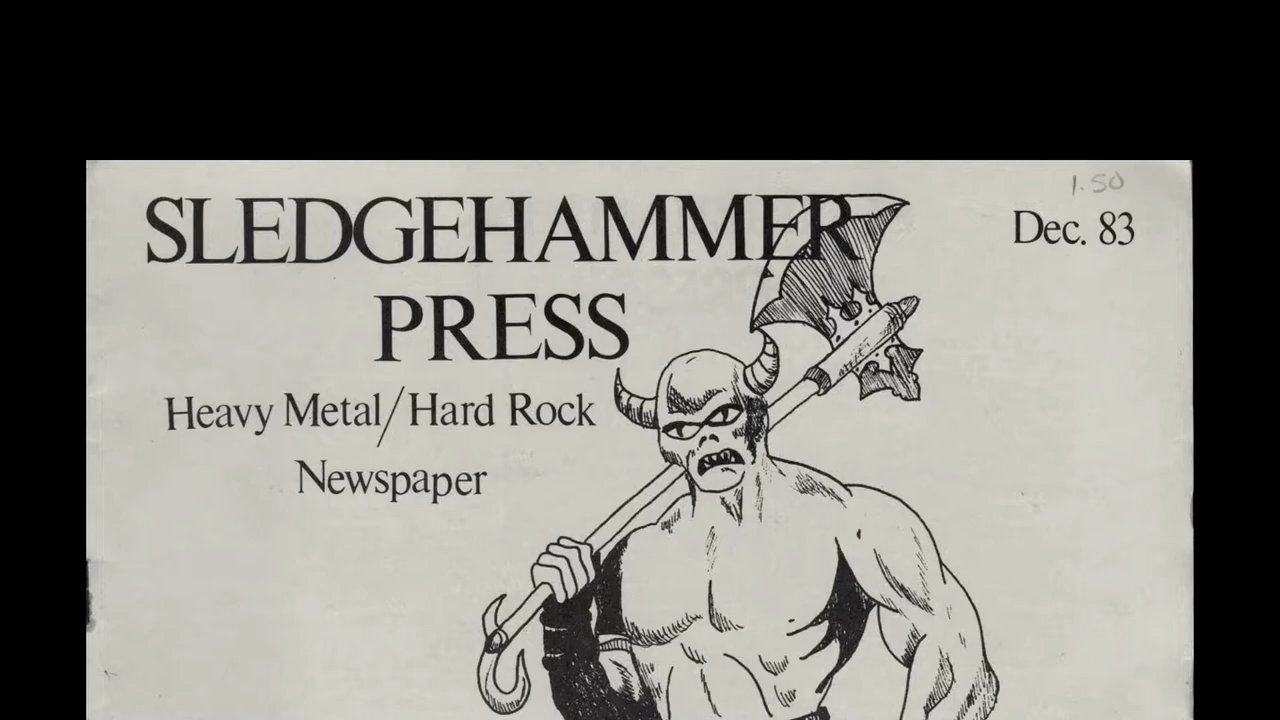 1.50
SLEDGEHAMMER
Dec. 83
PRESS
Heavy Metal/Hard Rock
Newspaper